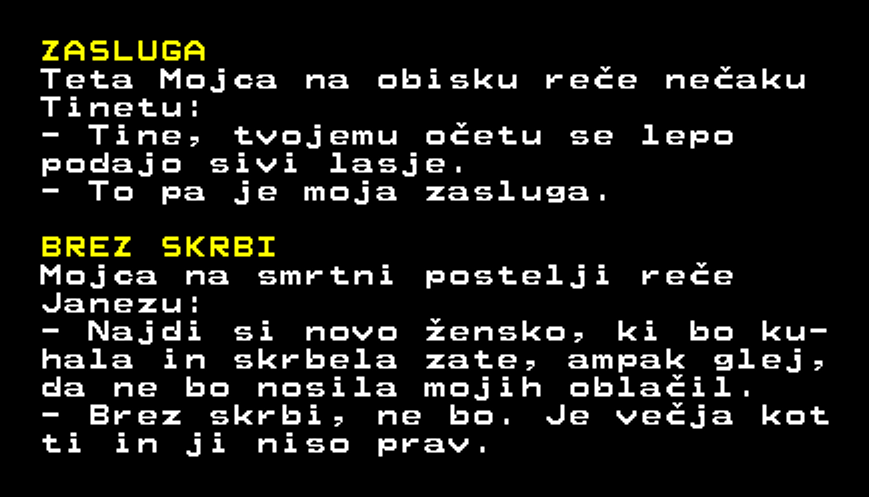 ZASLUGA
Teta Mojca na obisku reče nečaku
Tinetu:
- Tine, tvojemu očetu se lepo
podajo sivi lasje.
- To pa je moja zasluga.
BREZ SKRBI
Mojca na smrtni postelji reče
Janezu:
- Najdi si novo žensko, ki bo ku-
hala in skrbela zate, ampak glej,
da ne bo nosila mojih oblačil.
- Brez skrbi, ne bo. Je večja kot
ti in ji niso prav.